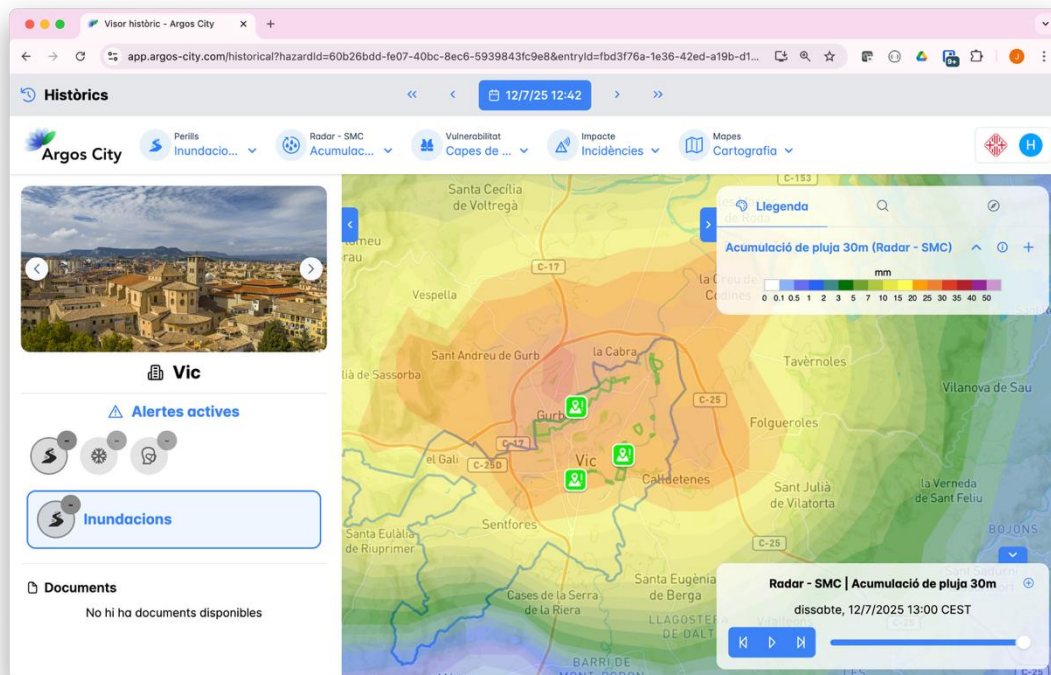 Visor històric - Argos City
app.argos-city.com/historical?hazardId=60b26bdd-fe07-40bc-8ec6-5939843fc9e8&entryId=fbd3f76a-1e36-42ed-a19b-d1...
9+
J
Històrics
12/7/25 12:42
Argos City
Perills
Inundacio...
Radar - SMC
Acumulac...
Vulnerabilitat
Capes de ...
Impacte
Incidències
Mapes
Cartografia
H
Vic
Alertes actives
Inundacions
Documents
No hi ha documents disponibles
Santa Cecília
de Voltregà
C-153
C-17
Vespella
Sant Andreu de Gurb
la Cabra
Tavèrnoles
Vilanova de Sau
C-25
Gurb
Folgueroles
C-17
el Gali
C-25D
Vic
Calldetenes
Sant Julià
de Vilatorta
la Verneda
de Sant Feliu
Sentfores
Santa Eulàlia
de Riuprimer
C-25
BOJONS
Santa Eugènia
de Berga
Cases de la Serra
de la Riera
BARRI DE
C-25
Llegenda
Acumulació de pluja 30m (Radar - SMC)
mm
0 0.1 0.5 1 2 3 5 7 10 15 20 25 30 35 40 50
Radar - SMC | Acumulació de pluja 30m
dissabte, 12/7/2025 13:00 CEST